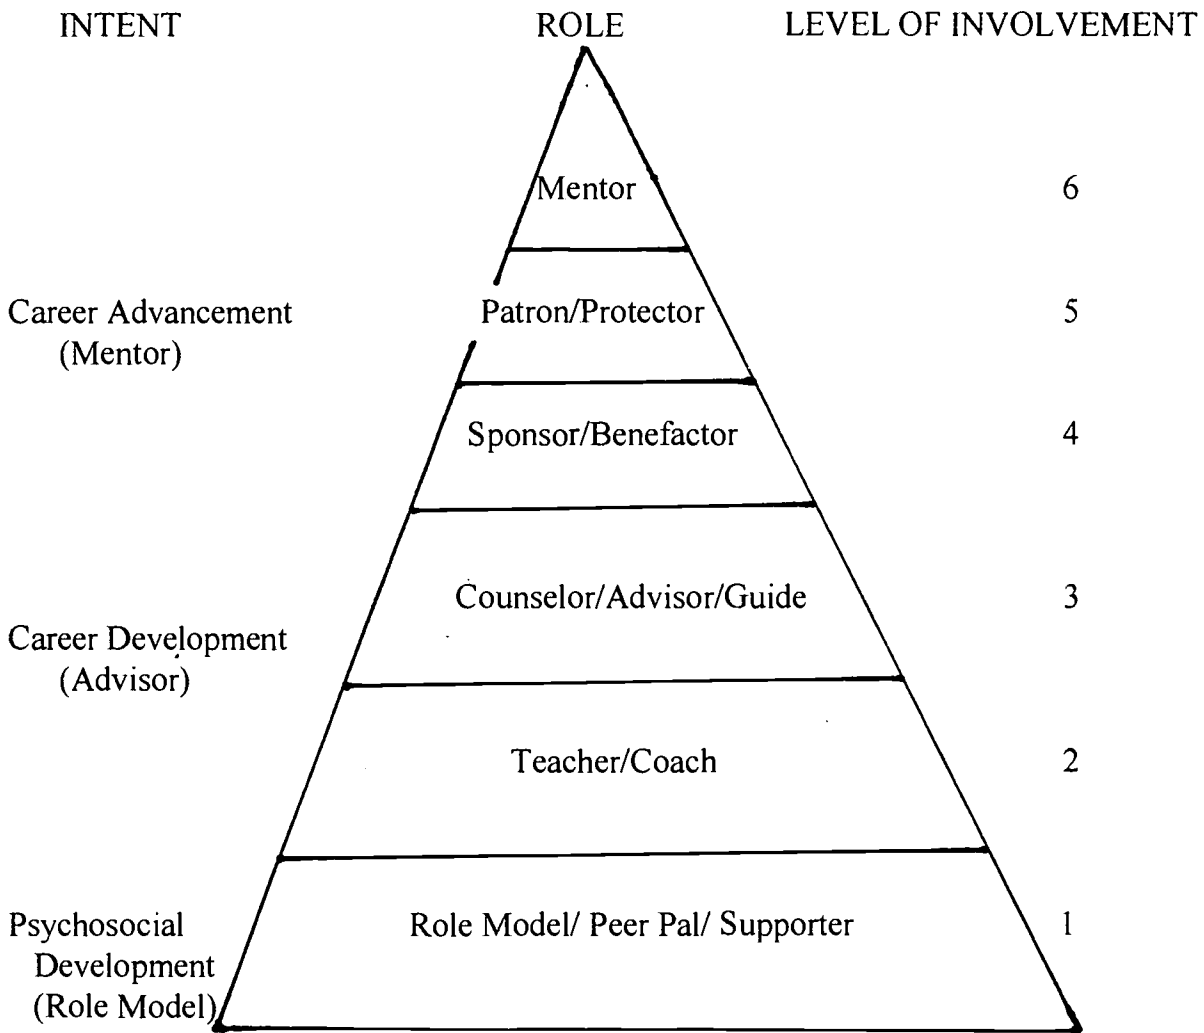 INTENT ROLE LEVEL OF INVOLVEMENT
Mentor 6
Career Advancement Patron/Protector 5
(Mentor)
Sponsor/Benefactor 4
Counselor/Advisor/Guide 3
Career Development
(Advisor)
Teacher/Coach 2
Psychosocial Role Model/ Peer Pal/ Supporter 1
Development
(Role Model)